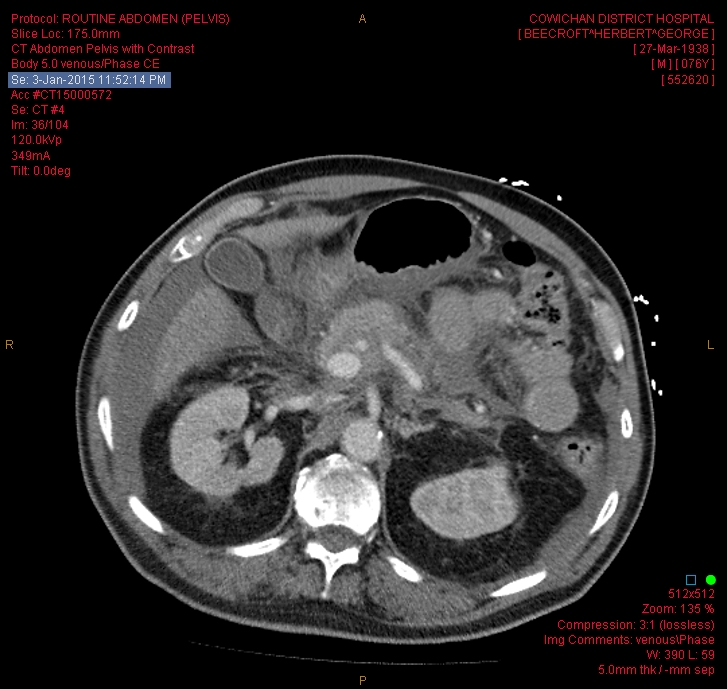 Protocol: ROUTINE ABDOMEN (PELVIS)
Slice Loc: 175.0mm
CT Abdomen Pelvis with Contrast
Body 5.0 venous/Phase CE
Se: 3-Jan-2015 11:52:14 PM
Acc #CT15000572
Se: CT #4
Im: 36/104
120.0kVp
349mA
Tilt: 0.0deg
A
COWICHAN DISTRICT HOSPITAL
[ BEECROFT^HERBERT^GEORGE ]
[ 27-Mar-1938 ]
[ M ] [ 076Y ]
[ 552620 ]
R
L
512x512
Zoom: 135 %
Compression: 3:1 (lossless)
Img Comments: venous\Phase
W: 390 L: 59
5.0mm thk / -mm sep
P